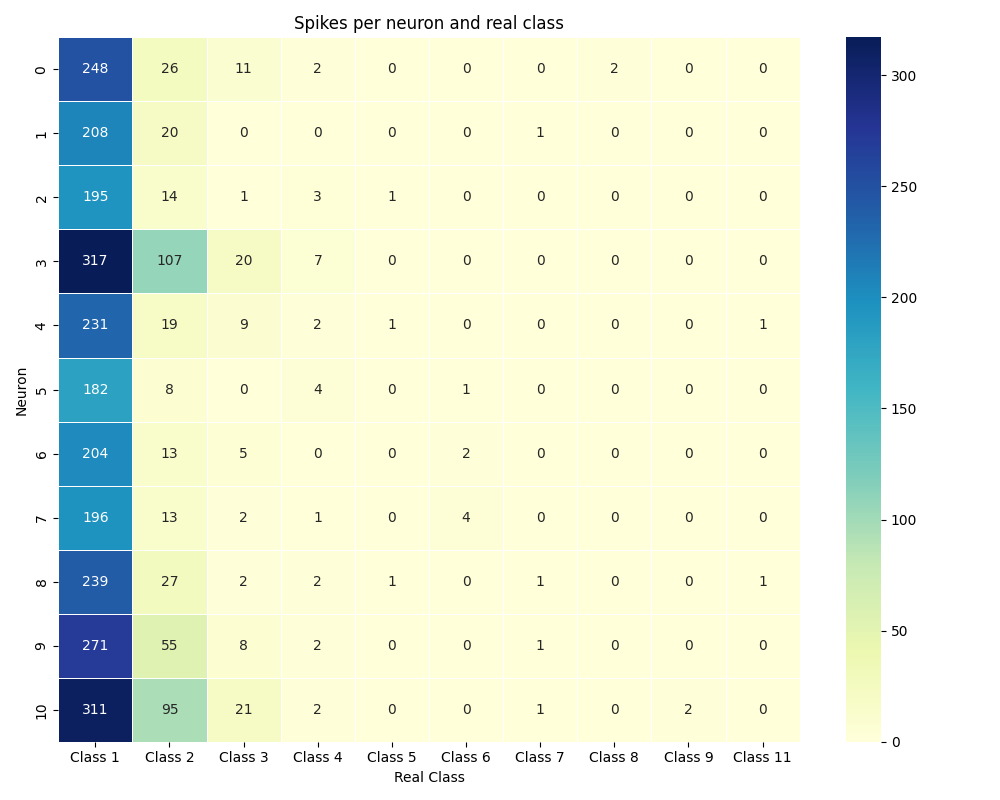 Spikes per neuron and real class
0 248 26 11 2 0 0 0 2 0 0
1 208 20 0 0 0 0 1 0 0 0
2 195 14 1 3 1 0 0 0 0 0
3 317 107 20 7 0 0 0 0 0 0
4 231 19 9 2 1 0 0 0 0 1
5 182 8 0 4 0 1 0 0 0 0
6 204 13 5 0 0 2 0 0 0 0
7 196 13 2 1 0 4 0 0 0 0
8 239 27 2 2 1 0 1 0 0 1
9 271 55 8 2 0 0 1 0 0 0
10 311 95 21 2 0 0 1 0 2 0
Neuron
Class 1 Class 2 Class 3 Class 4 Class 5 Class 6 Class 7 Class 8 Class 9 Class 11
Real Class
300
250
200
150
100
50
0